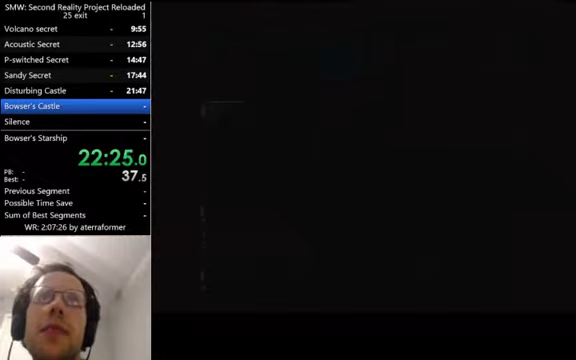 SMW: Second Reality Project Reloaded
25 exit 1
Volcano secret - 9:55
Acoustic Secret - 12:56
P-switched Secret - 14:47
Sandy Secret - 17:44
Disturbing Castle - 21:47
Bowser's Castle -
Silence -
Bowser's Starship -
22:25.0
PB: -
Best: - 37.5
Previous Segment -
Possible Time Save -
Sum of Best Segments -
WR: 2:07:26 by aterraformer